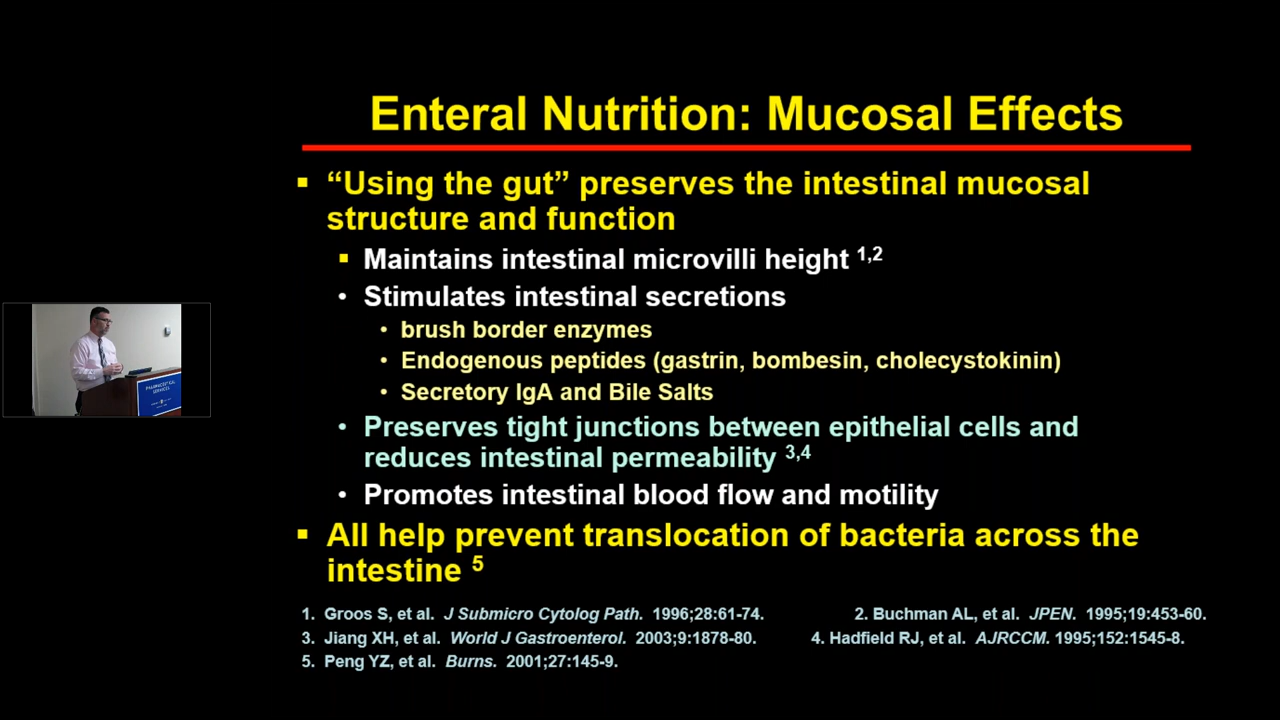 Enteral Nutrition: Mucosal Effects
▪ “Using the gut” preserves the intestinal mucosal
structure and function
▪ Maintains intestinal microvilli height 1,2
• Stimulates intestinal secretions
• brush border enzymes
• Endogenous peptides (gastrin, bombesin, cholecystokinin)
• Secretory IgA and Bile Salts
• Preserves tight junctions between epithelial cells and
reduces intestinal permeability 3,4
• Promotes intestinal blood flow and motility
▪ All help prevent translocation of bacteria across the
intestine 5
1. Groos S, et al. J Submicro Cytolog Path. 1996;28:61-74. 2. Buchman AL, et al. JPEN. 1995;19:453-60.
3. Jiang XH, et al. World J Gastroenterol. 2003;9:1878-80. 4. Hadfield RJ, et al. AJRCCM. 1995;152:1545-8.
5. Peng YZ, et al. Burns. 2001;27:145-9.
PHARMACEUTICAL
SERVICES